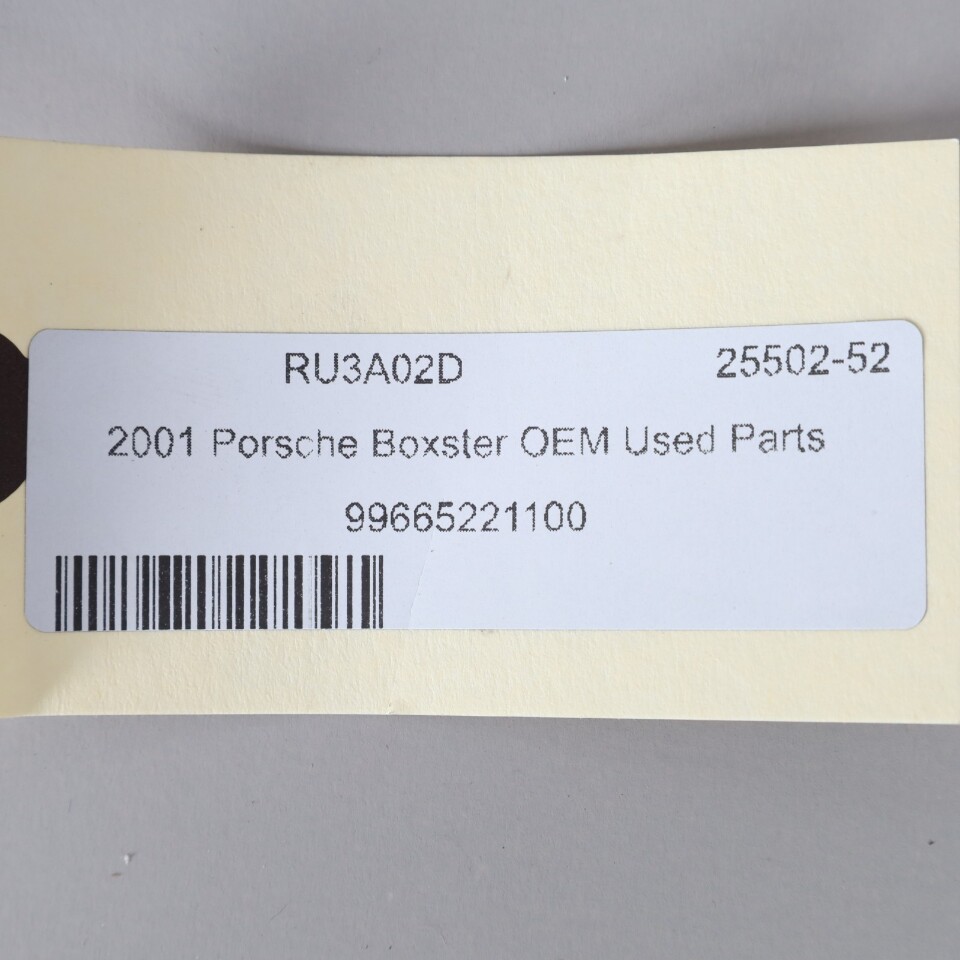 RU3A02D 25502-52
2001 Porsche Boxster OEM Used Parts
99665221100